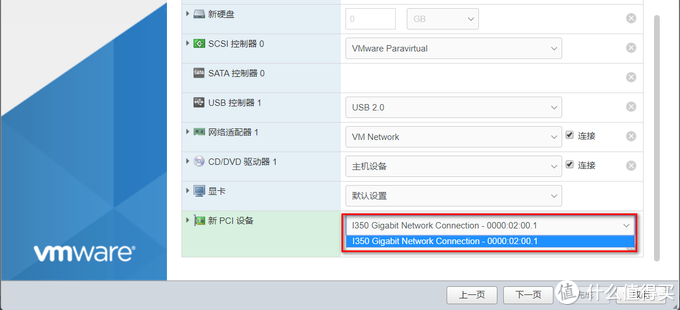 新硬盘 0 GB
SCSI 控制器 0 VMware Paravirtual
SATA 控制器 0
USB 控制器 1 USB 2.0
网络适配器 1 VM Network 连接
CD/DVD 驱动器 1 主机设备 连接
显卡 默认设置
新 PCI 设备 I350 Gigabit Network Connection - 0000:02:00.1
I350 Gigabit Network Connection - 0000:02:00.1
vmware
上一页 下一页
值 什么值得买